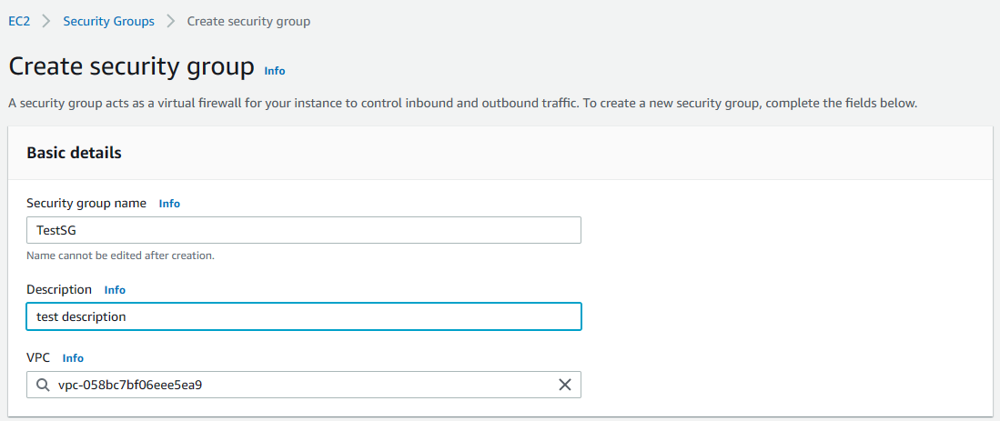 EC2 > Security Groups > Create security group
Create security group Info
A security group acts as a virtual firewall for your instance to control inbound and outbound traffic. To create a new security group, complete the fields below.
Basic details
Security group name Info
TestSG
Name cannot be edited after creation.
Description Info
test description
VPC Info
vpc-058bc7bf06eee5ea9